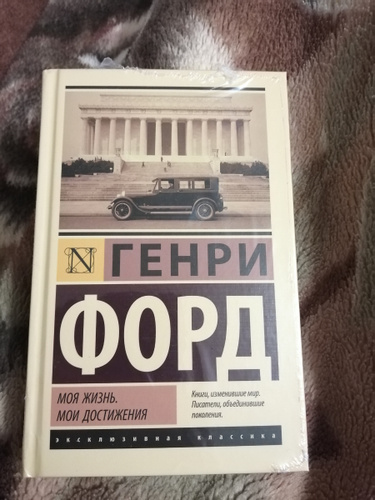 N
ГЕНРИ
ФОРД
МОЯ ЖИЗНЬ.
МОИ ДОСТИЖЕНИЯ
Книги, изменившие мир.
Писатели, объединившие
поколения.
эксклюзивная классика